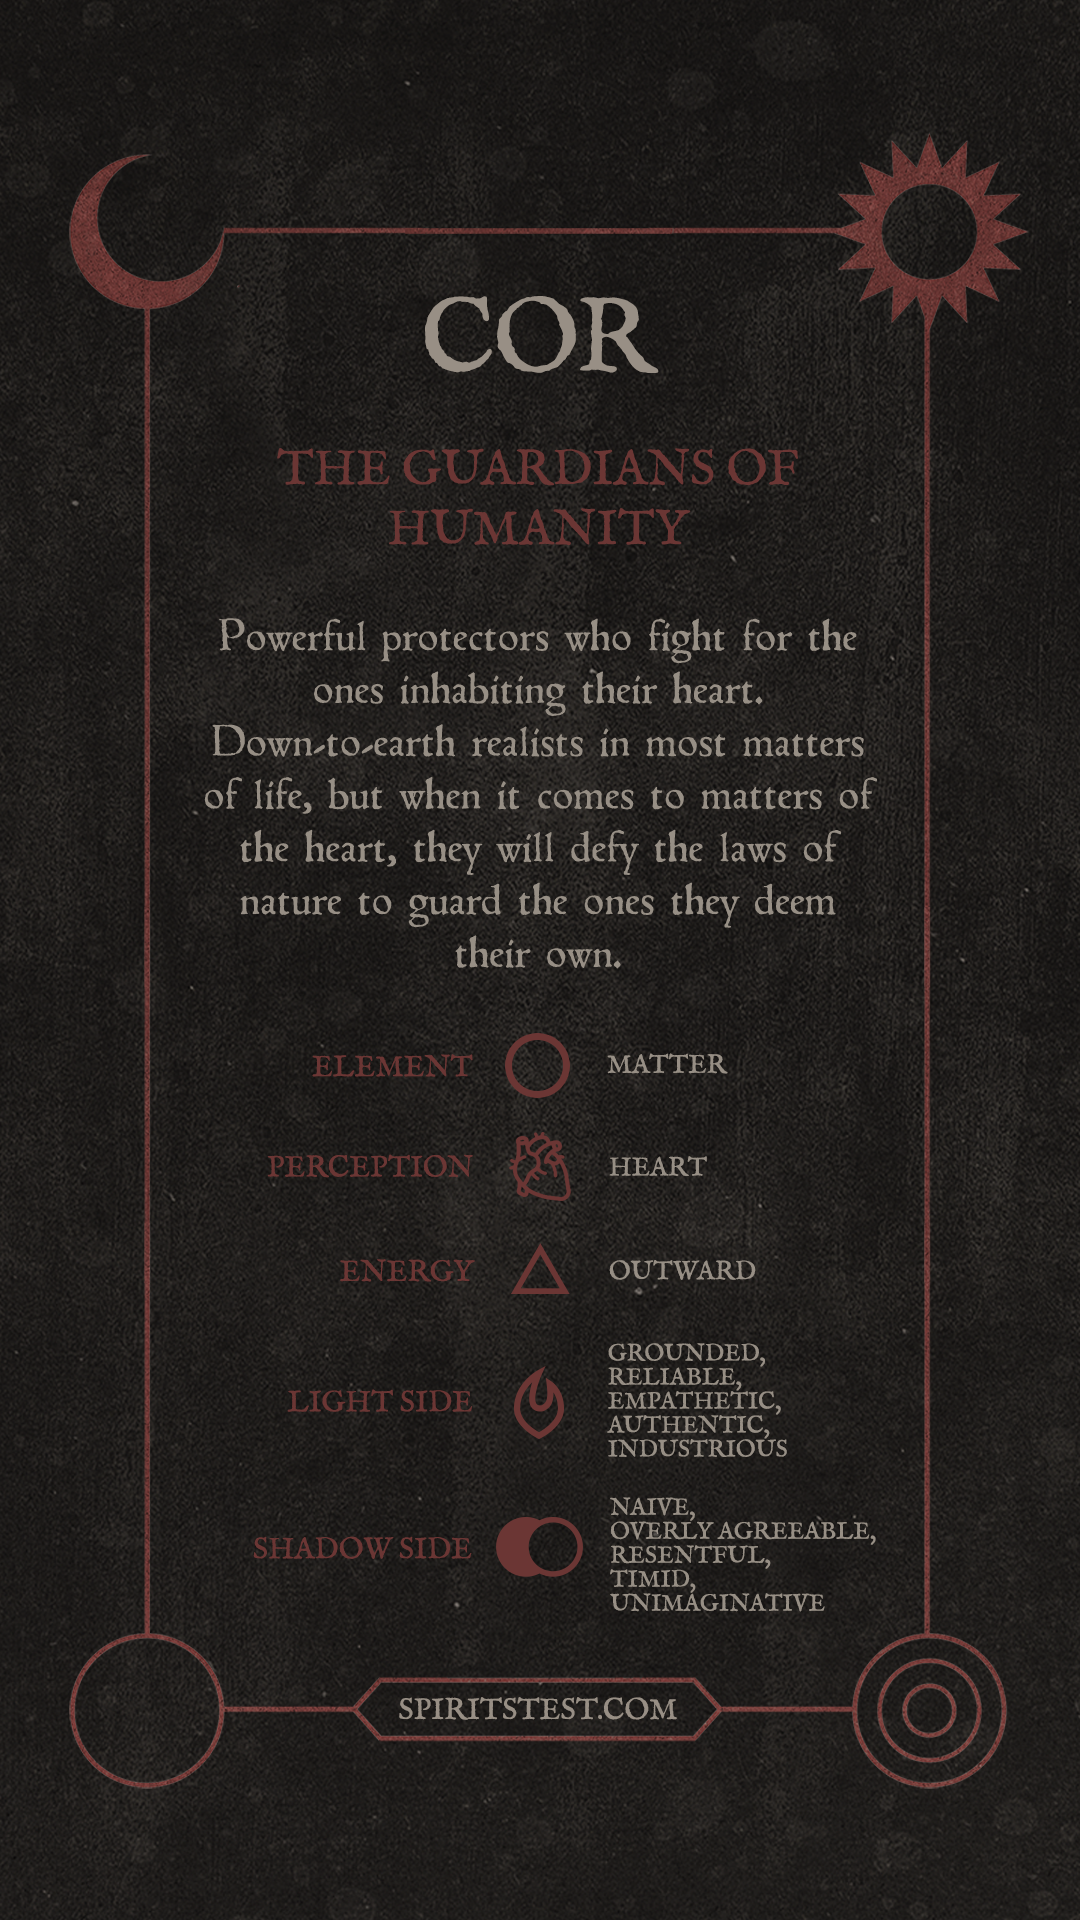 COR
THE GUARDIANS OF
HUMANITY
Powerful protectors who fight for the
ones inhabiting their heart.
Down-to-earth realists in most matters
of life, but when it comes to matters of
the heart, they will defy the laws of
nature to guard the ones they deem
their own.
ELEMENT MATTER
PERCEPTION HEART
ENERGY OUTWARD
LIGHT SIDE
GROUNDED,
RELIABLE,
EMPATHETIC,
AUTHENTIC,
INDUSTRIOUS
SHADOW SIDE
NAIVE,
OVERLY AGREEABLE,
RESENTFUL,
TIMID,
UNIMAGINATIVE
SPIRITSTEST.COM